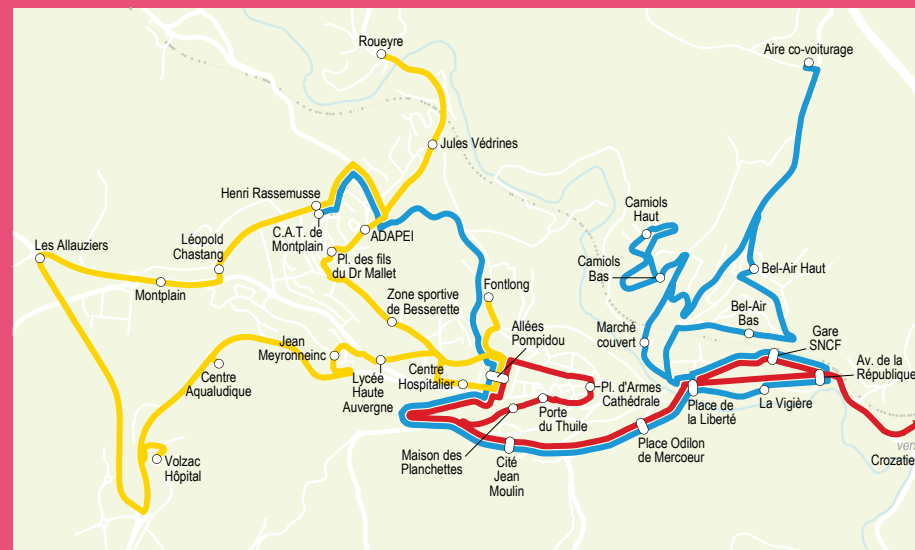 Roueyre
Aire co-voiturage
Jules Védrines
Henri Rassemusse
C.A.T. de
Montplain
ADAPEI
Camiols
Haut
Les Allauziers
Léopold
Chastang
Pl. des fils
du Dr Mallet
Camiols
Bas
Bel-Air Haut
Montplain
Zone sportive
de Besserette
Fontlong
Bel-Air
Bas
Allées
Pompidou
Marché
couvert
Gare
SNCF
Jean
Meyronneinc
Centre
Aqualudique
Lycée
Haute
Auvergne
Centre
Hospitalier
Pl. d'Armes
Cathédrale
Av. de la
République
Place de
la Liberté
La Vigière
Porte
du Thuile
Maison des
Planchettes
Place Odilon
de Mercoeur
Cité
Jean
Moulin
Volzac
Hôpital
vers
Crozatie